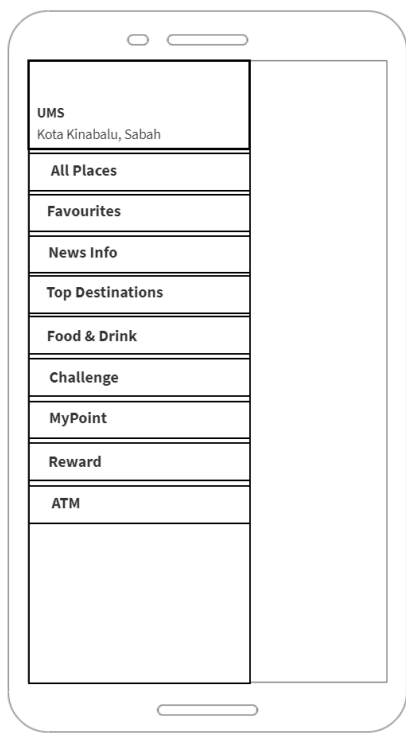 UMS
Kota Kinabalu, Sabah
All Places
Favourites
News Info
Top Destinations
Food & Drink
Challenge
MyPoint
Reward
ATM